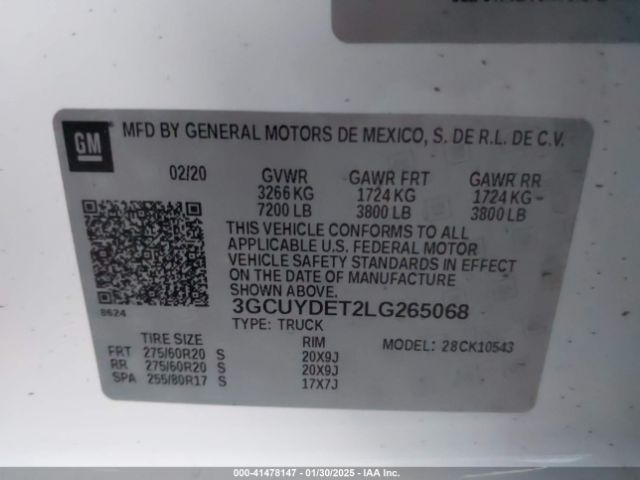 GM
MFD BY GENERAL MOTORS DE MEXICO, S. DE R.L. DE C.V.
02/20 GVWR GAWR FRT GAWR RR
3266 KG 1724 KG 1724 KG
7200 LB 3800 LB 3800 LB
THIS VEHICLE CONFORMS TO ALL
APPLICABLE U.S. FEDERAL MOTOR
VEHICLE SAFETY STANDARDS IN EFFECT
ON THE DATE OF MANUFACTURE
SHOWN ABOVE.
8624
3GCUYDET2LG265068
TYPE: TRUCK
TIRE SIZE RIM MODEL: 28CK10543
FRT 275/60R20 S 20X9J
RR 275/60R20 S 20X9J
SPA 255/80R17 S 17X7J
000-41478147 - 01/30/2025 - IAA Inc.